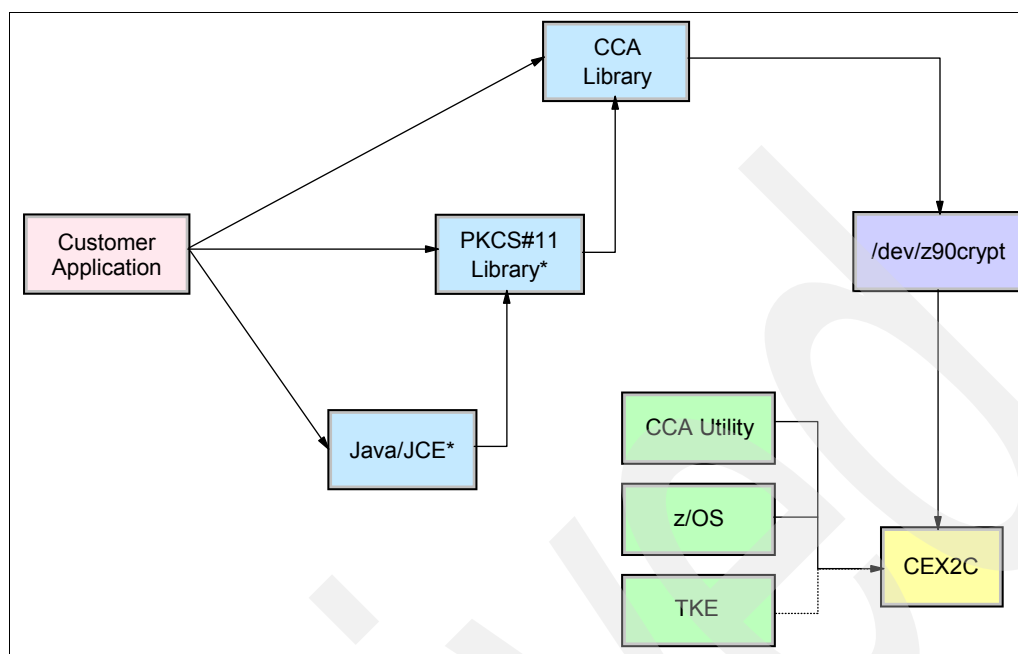 CCA
Library
Customer
Application
PKCS#11
Library*
/dev/z90crypt
Java/JCE*
CCA Utility
z/OS
TKE
CEX2C